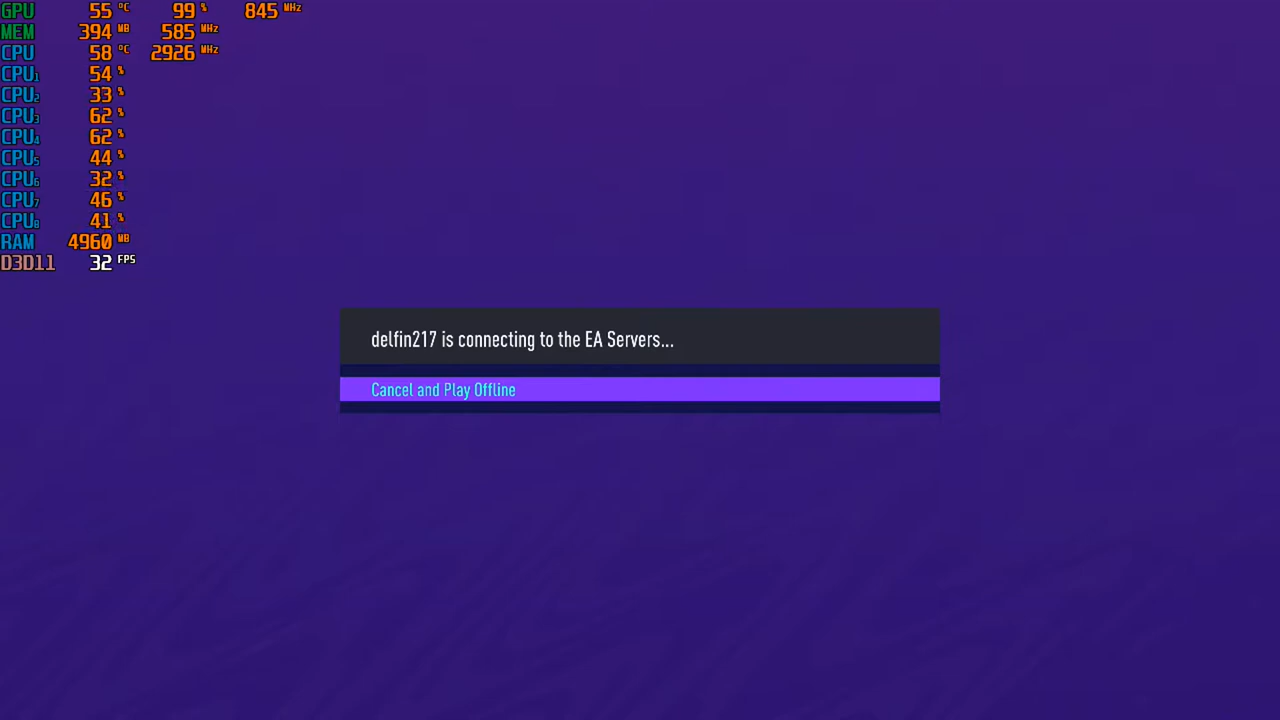 GPU 55 °C 99 % 845 MHz
MEM 394 MB 585 MHz
CPU 58 °C 2926 MHz
CPU1 54 %
CPU2 33 %
CPU3 62 %
CPU4 62 %
CPU5 44 %
CPU6 32 %
CPU7 46 %
CPU8 41 %
RAM 4960 MB
D3D11 32 FPS
delfin217 is connecting to the EA Servers...
Cancel and Play Offline